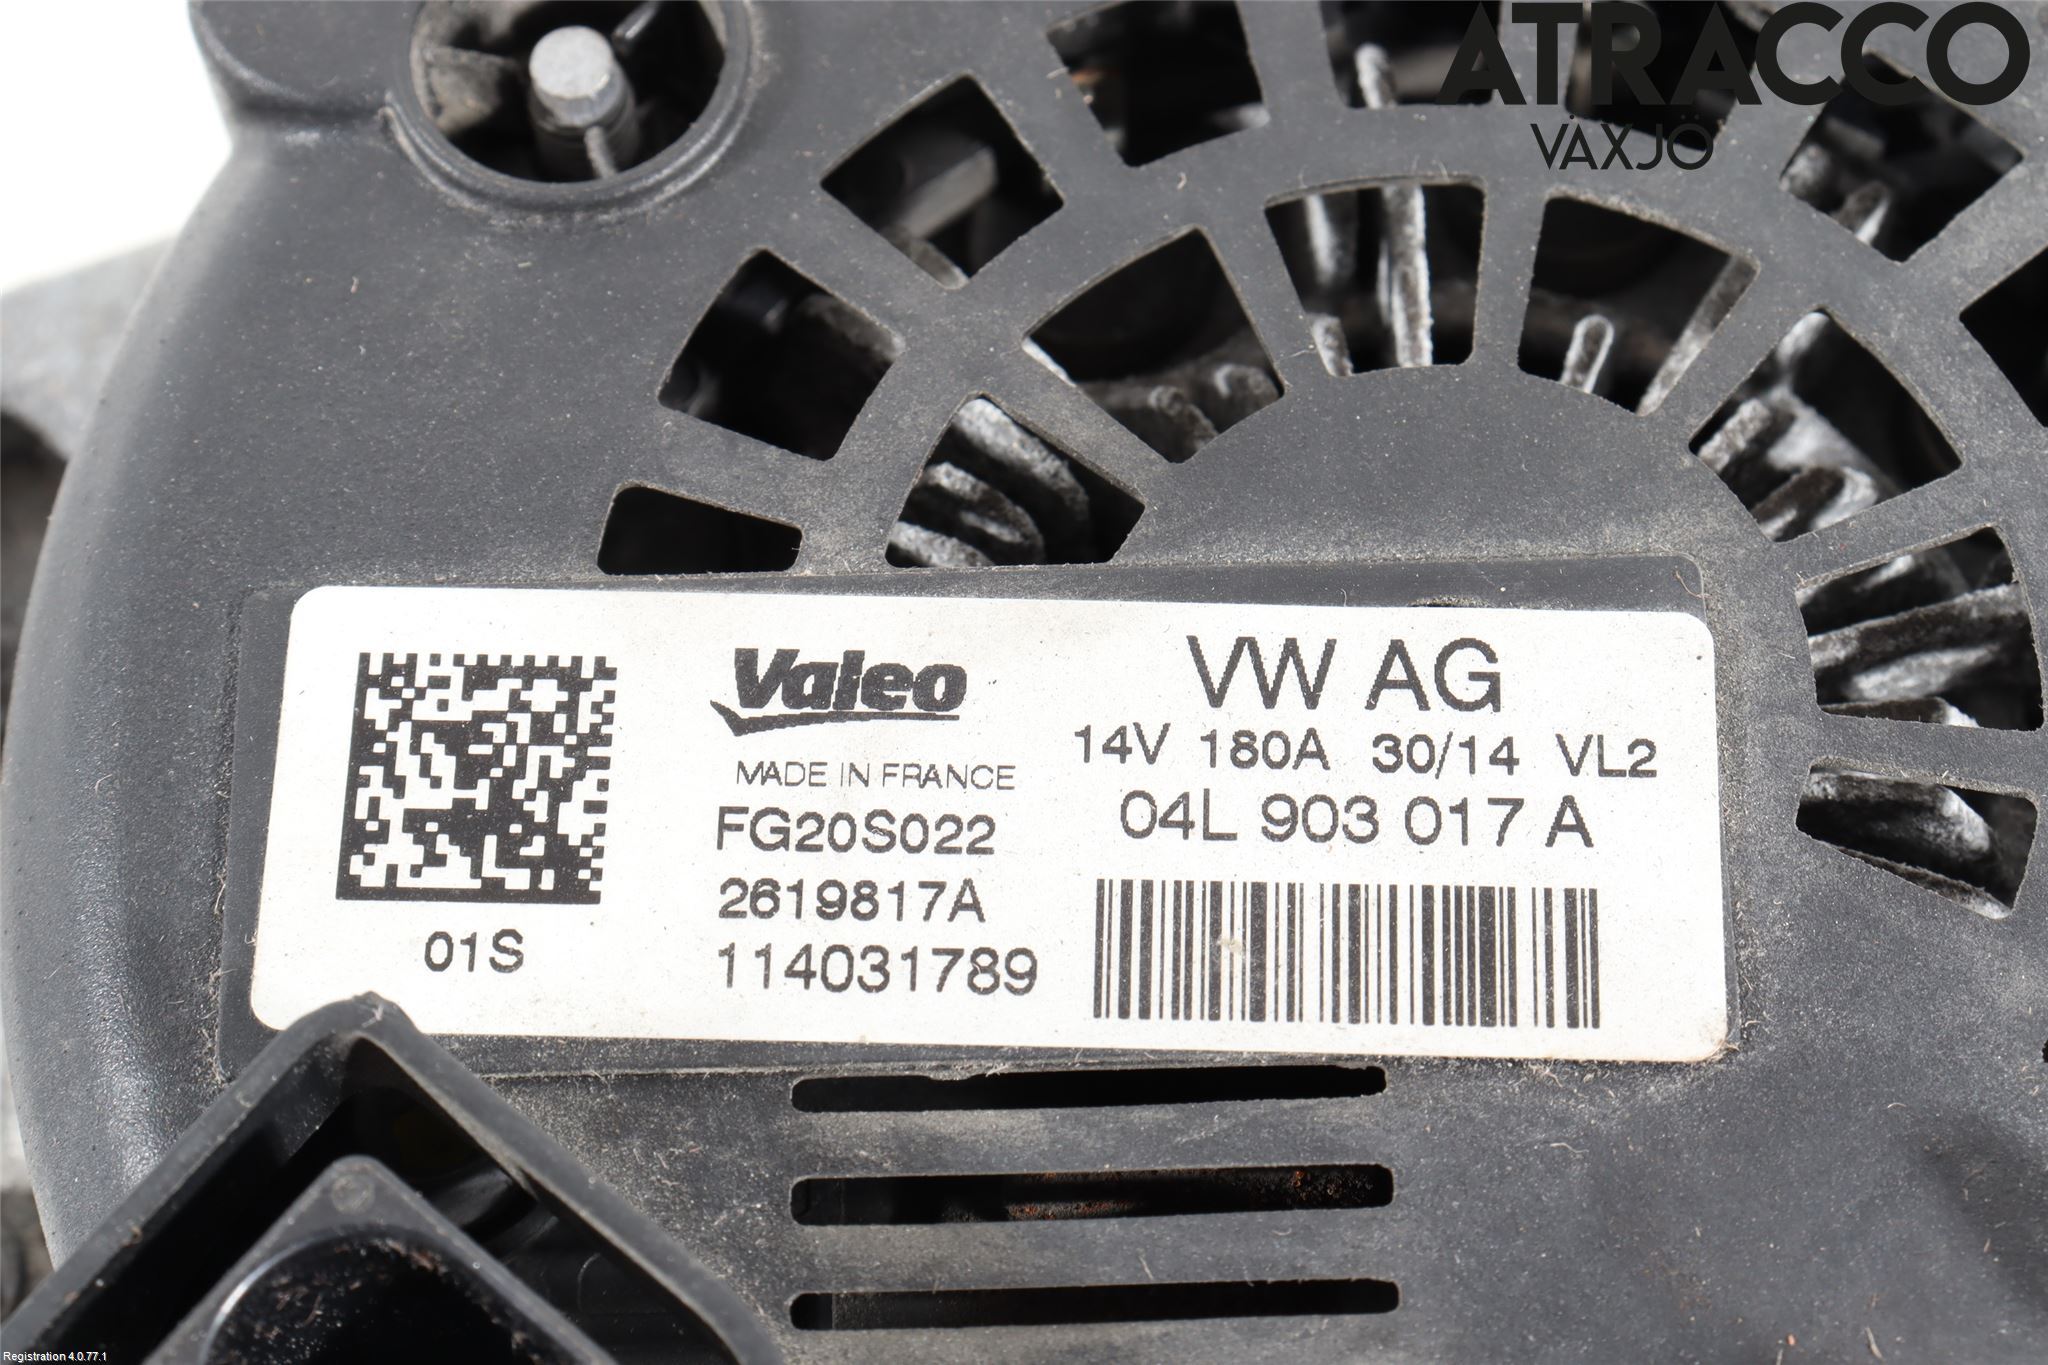 ATRACCO
VÄXJÖ
Valeo
MADE IN FRANCE
FG20S022
2619817A
114031789
01S
VW AG
14V 180A 30/14 VL2
04L 903 017 A
Registration 4.0.77.1